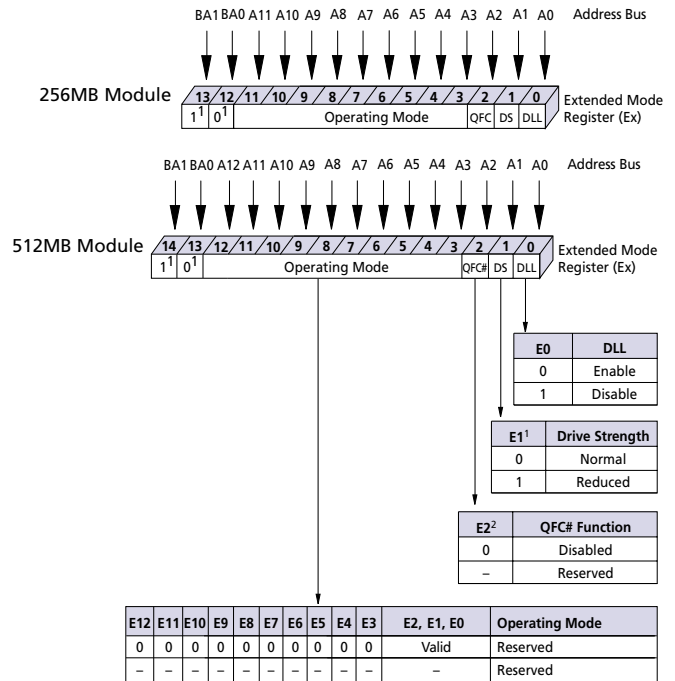 BA1 BA0 A11 A10 A9 A8 A7 A6 A5 A4 A3 A2 A1 A0 Address Bus
256MB Module
13 12 11 10 9 8 7 6 5 4 3 2 1 0
1¹ 0¹ Operating Mode QFC DS DLL
Extended Mode
Register (Ex)
BA1 BA0 A12 A11 A10 A9 A8 A7 A6 A5 A4 A3 A2 A1 A0 Address Bus
512MB Module
14 13 12 11 10 9 8 7 6 5 4 3 2 1 0
1¹ 0¹ Operating Mode QFC# DS DLL
Extended Mode
Register (Ex)
E0 DLL
0 Enable
1 Disable
E1¹ Drive Strength
0 Normal
1 Reduced
E2² QFC# Function
0 Disabled
– Reserved
E12 E11 E10 E9 E8 E7 E6 E5 E4 E3 E2, E1, E0 Operating Mode
0 0 0 0 0 0 0 0 0 0 Valid Reserved
– – – – – – – – – – – Reserved